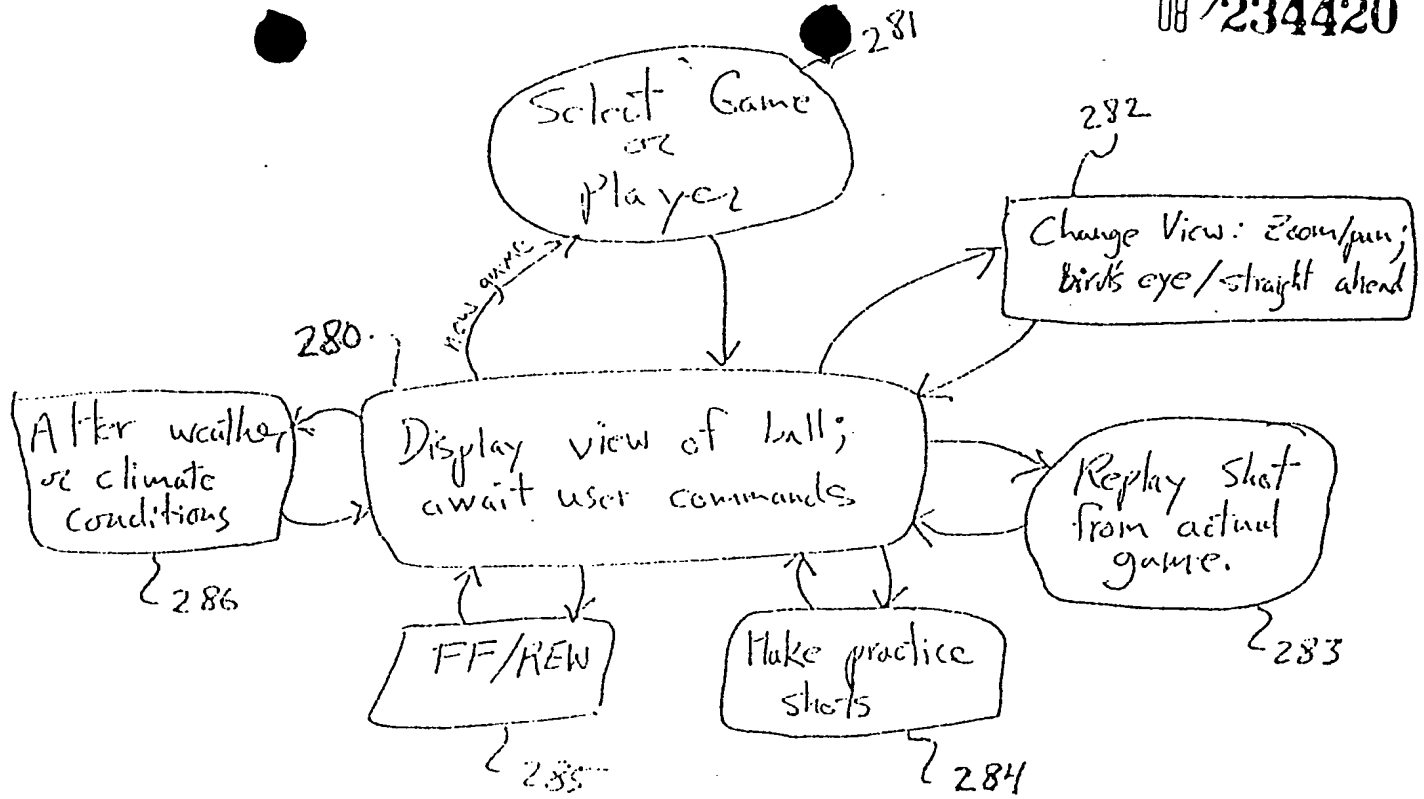 08/234420
281
Select Game
or
player
282
Change View: Zoom/pan;
bird's eye/straight ahead
new game
280
Alter weather
or climate
conditions
Display view of ball;
await user commands
Replay Shot
from actual
game.
286
FF/REW
Make practice
shots
283
285
284